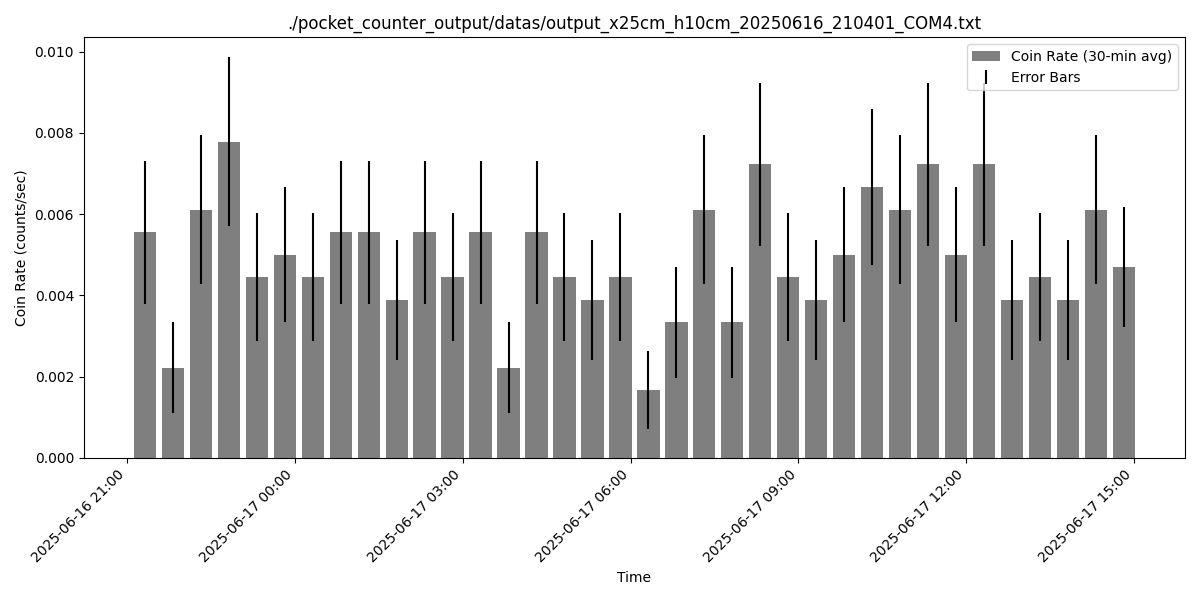 ./pocket_counter_output/datas/output_x25cm_h10cm_20250616_210401_COM4.txt
Coin Rate (30-min avg)
Error Bars
Coin Rate (counts/sec)
0.010
0.008
0.006
0.004
0.002
0.000
2025-06-16 21:00
2025-06-17 00:00
2025-06-17 03:00
2025-06-17 06:00
2025-06-17 09:00
2025-06-17 12:00
2025-06-17 15:00
Time